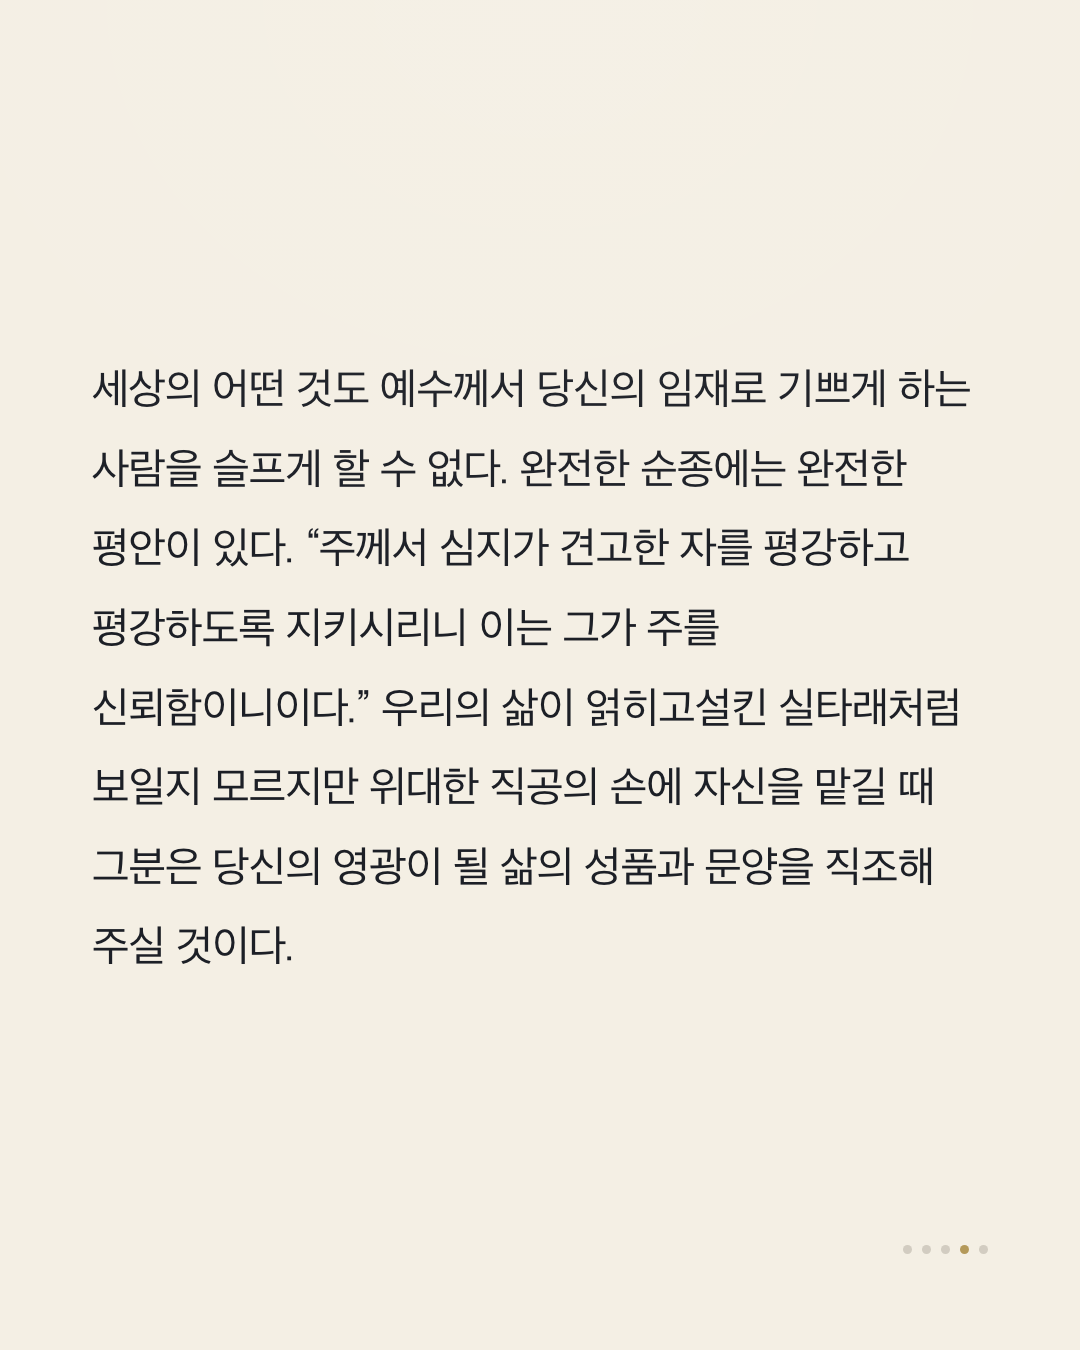 세상의 어떤 것도 예수께서 당신의 임재로 기쁘게 하는
사람을 슬프게 할 수 없다. 완전한 순종에는 완전한
평안이 있다. “주께서 심지가 견고한 자를 평강하고
평강하도록 지키시리니 이는 그가 주를
신뢰함이니이다.” 우리의 삶이 얽히고설킨 실타래처럼
보일지 모르지만 위대한 직공의 손에 자신을 맡길 때
그분은 당신의 영광이 될 삶의 성품과 문양을 직조해
주실 것이다.